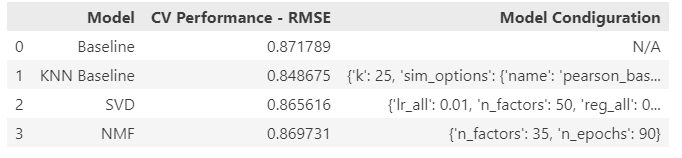 Model CV Performance - RMSE Model Condiguration
0 Baseline 0.871789 N/A
1 KNN Baseline 0.848675 {'k': 25, 'sim_options': {'name': 'pearson_bas...
2 SVD 0.865616 {'lr_all': 0.01, 'n_factors': 50, 'reg_all': 0...
3 NMF 0.869731 {'n_factors': 35, 'n_epochs': 90}